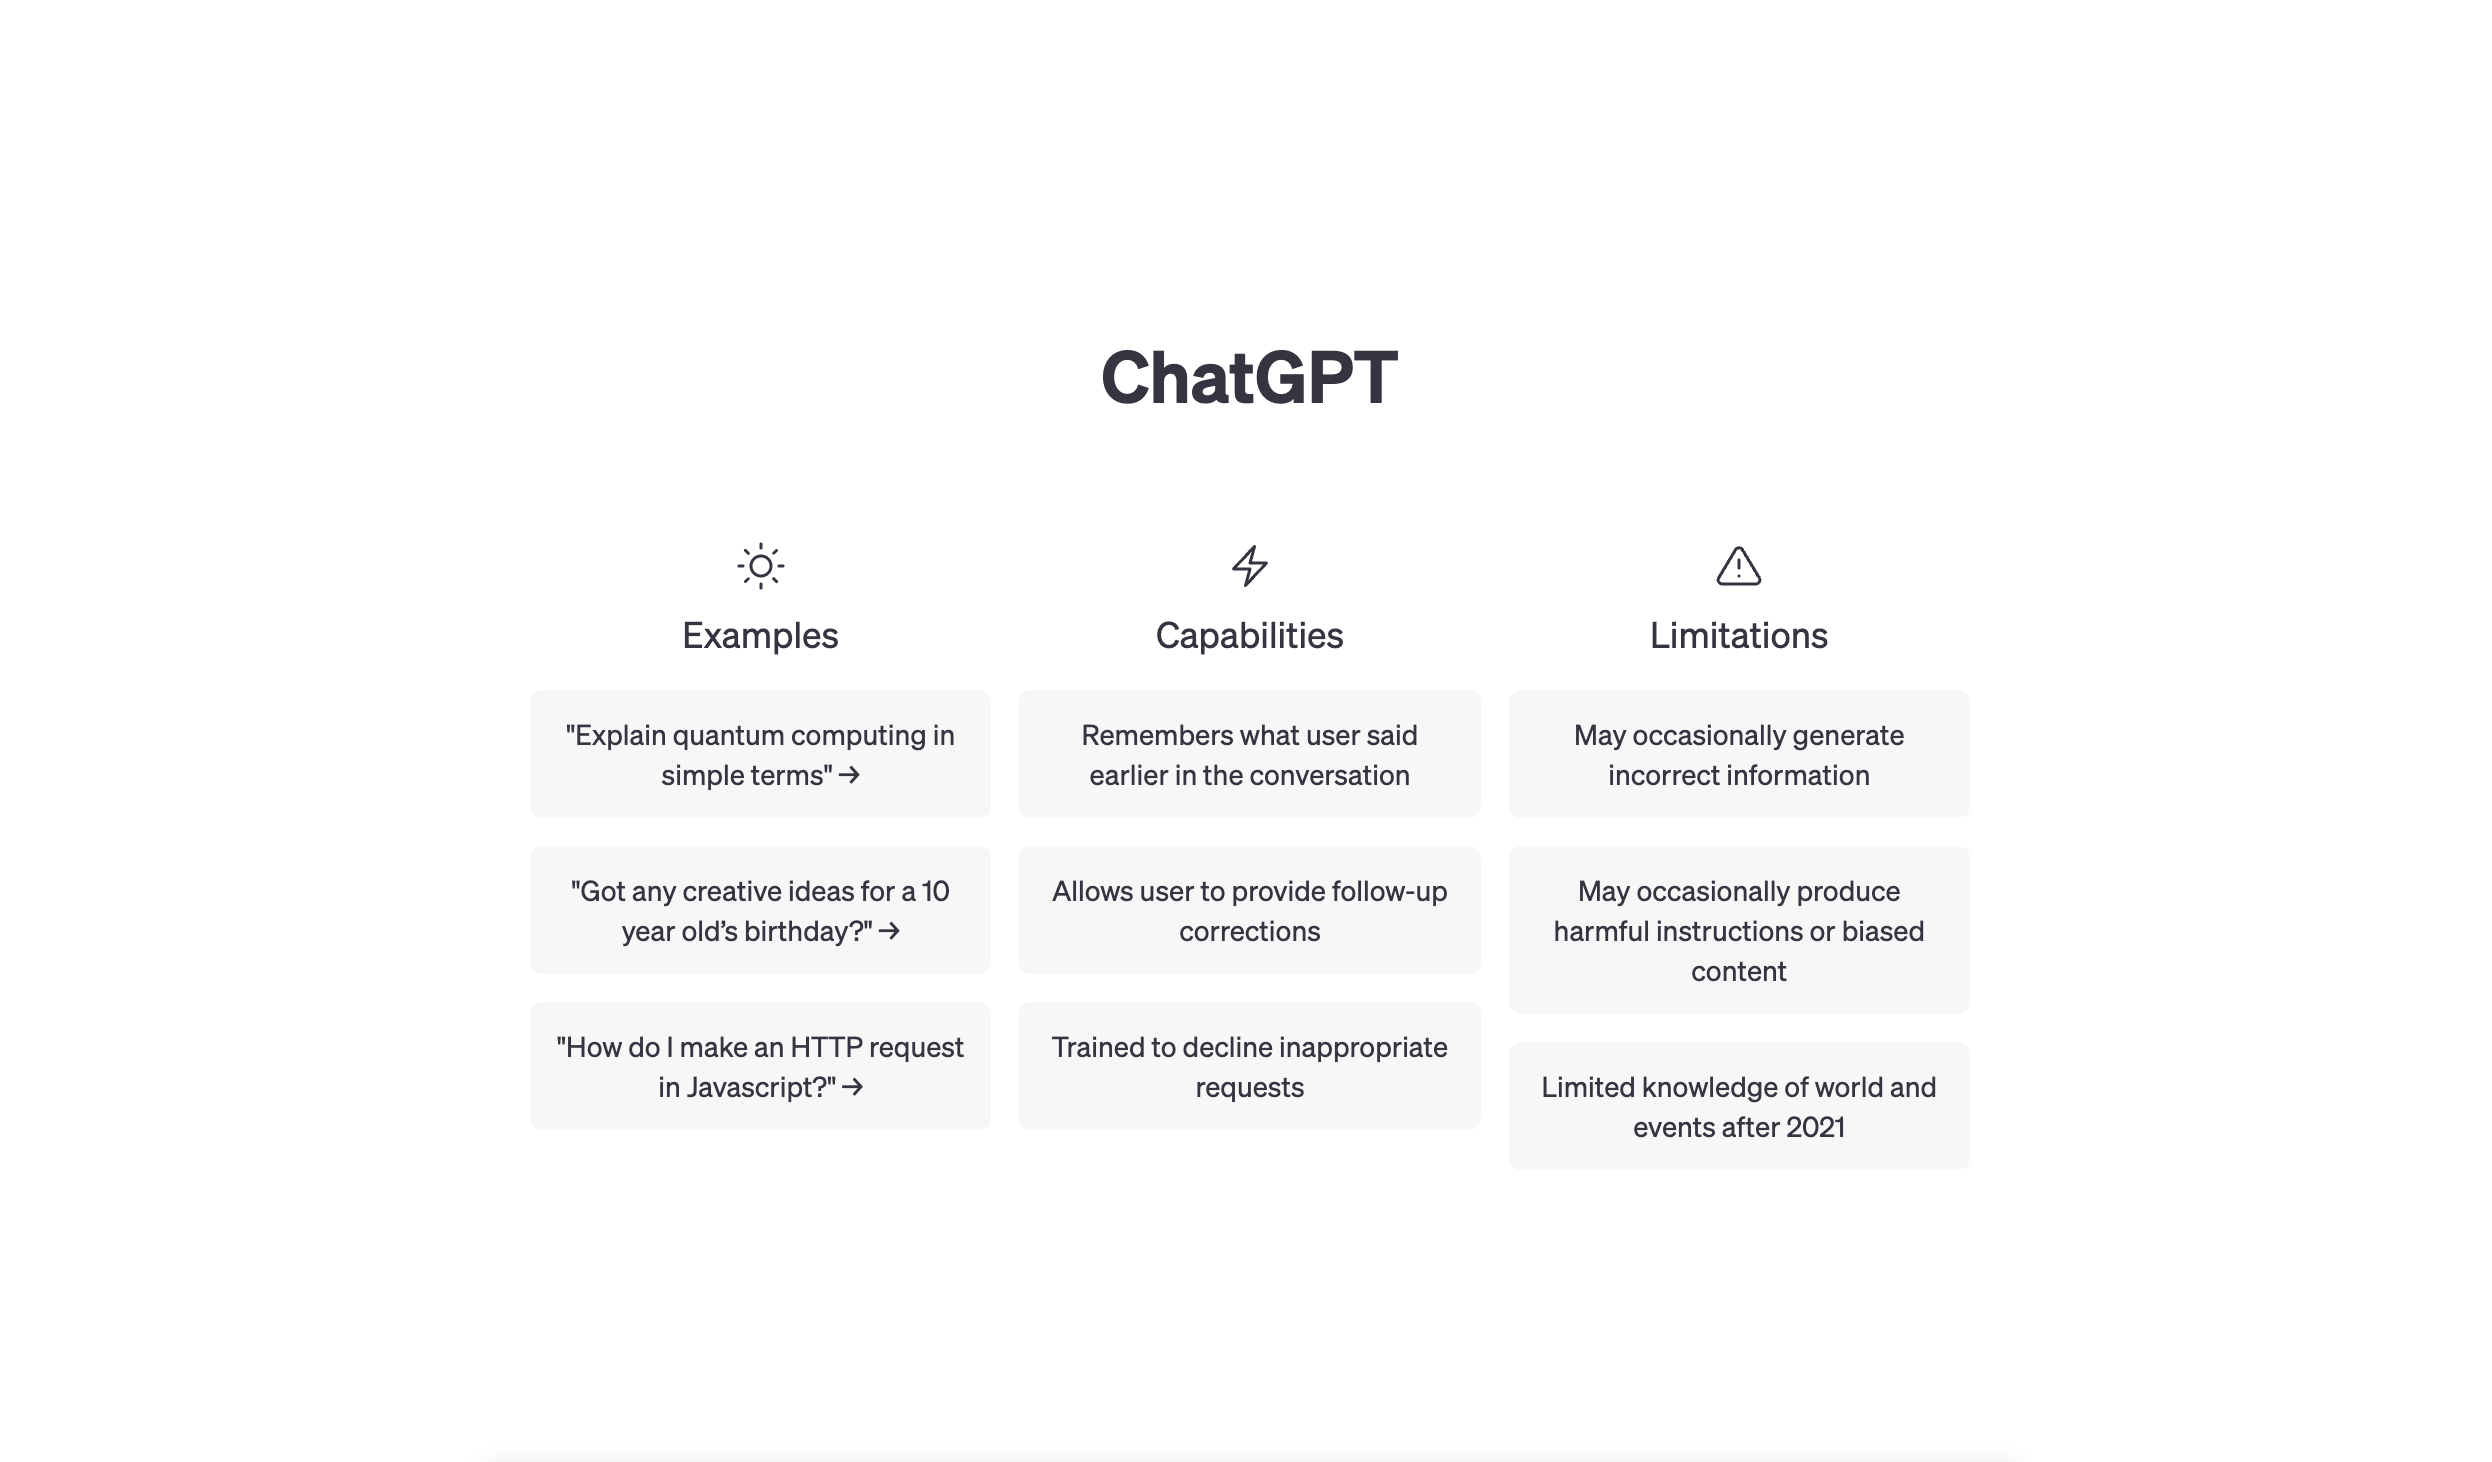 ChatGPT
Examples
"Explain quantum computing in
simple terms" →
"Got any creative ideas for a 10
year old’s birthday?" →
"How do I make an HTTP request
in Javascript?" →
Capabilities
Remembers what user said
earlier in the conversation
Allows user to provide follow-up
corrections
Trained to decline inappropriate
requests
Limitations
May occasionally generate
incorrect information
May occasionally produce
harmful instructions or biased
content
Limited knowledge of world and
events after 2021